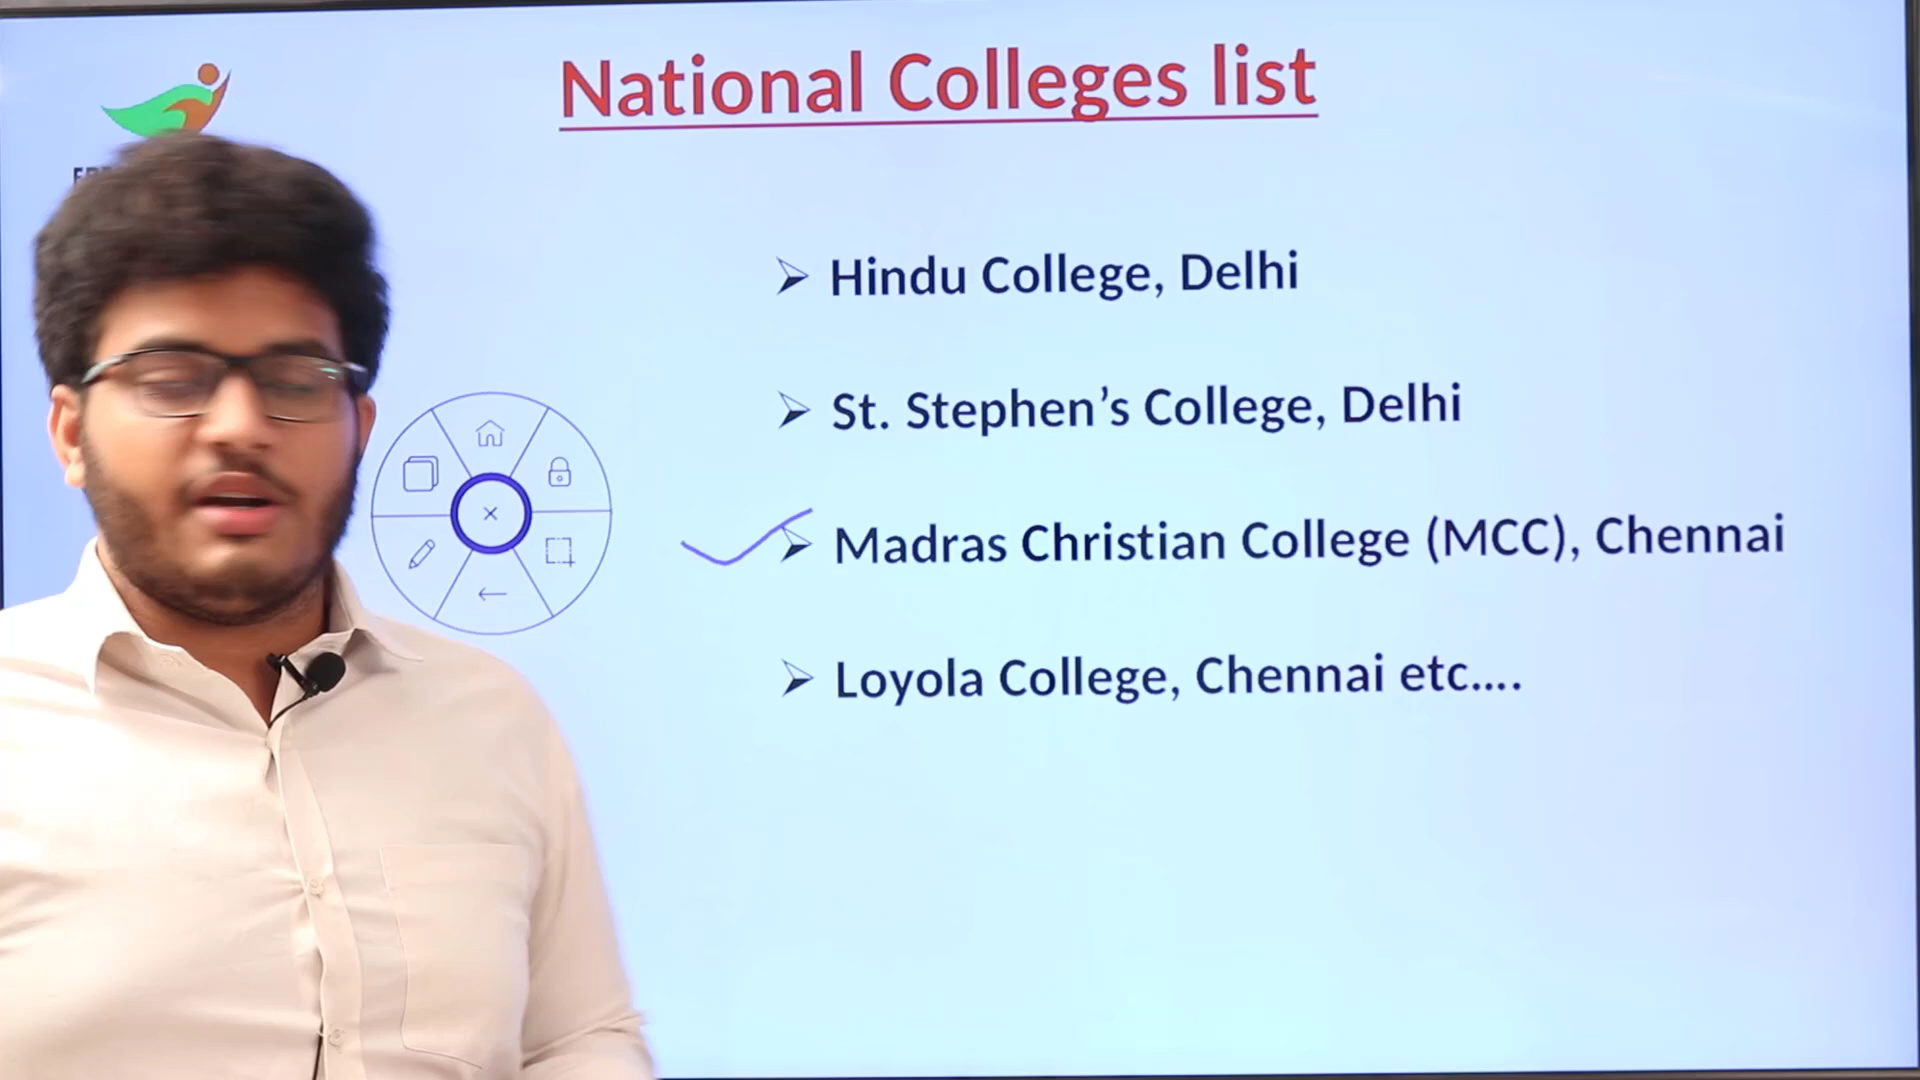 National Colleges list
Hindu College, Delhi
St. Stephen’s College, Delhi
Madras Christian College (MCC), Chennai
Loyola College, Chennai etc....